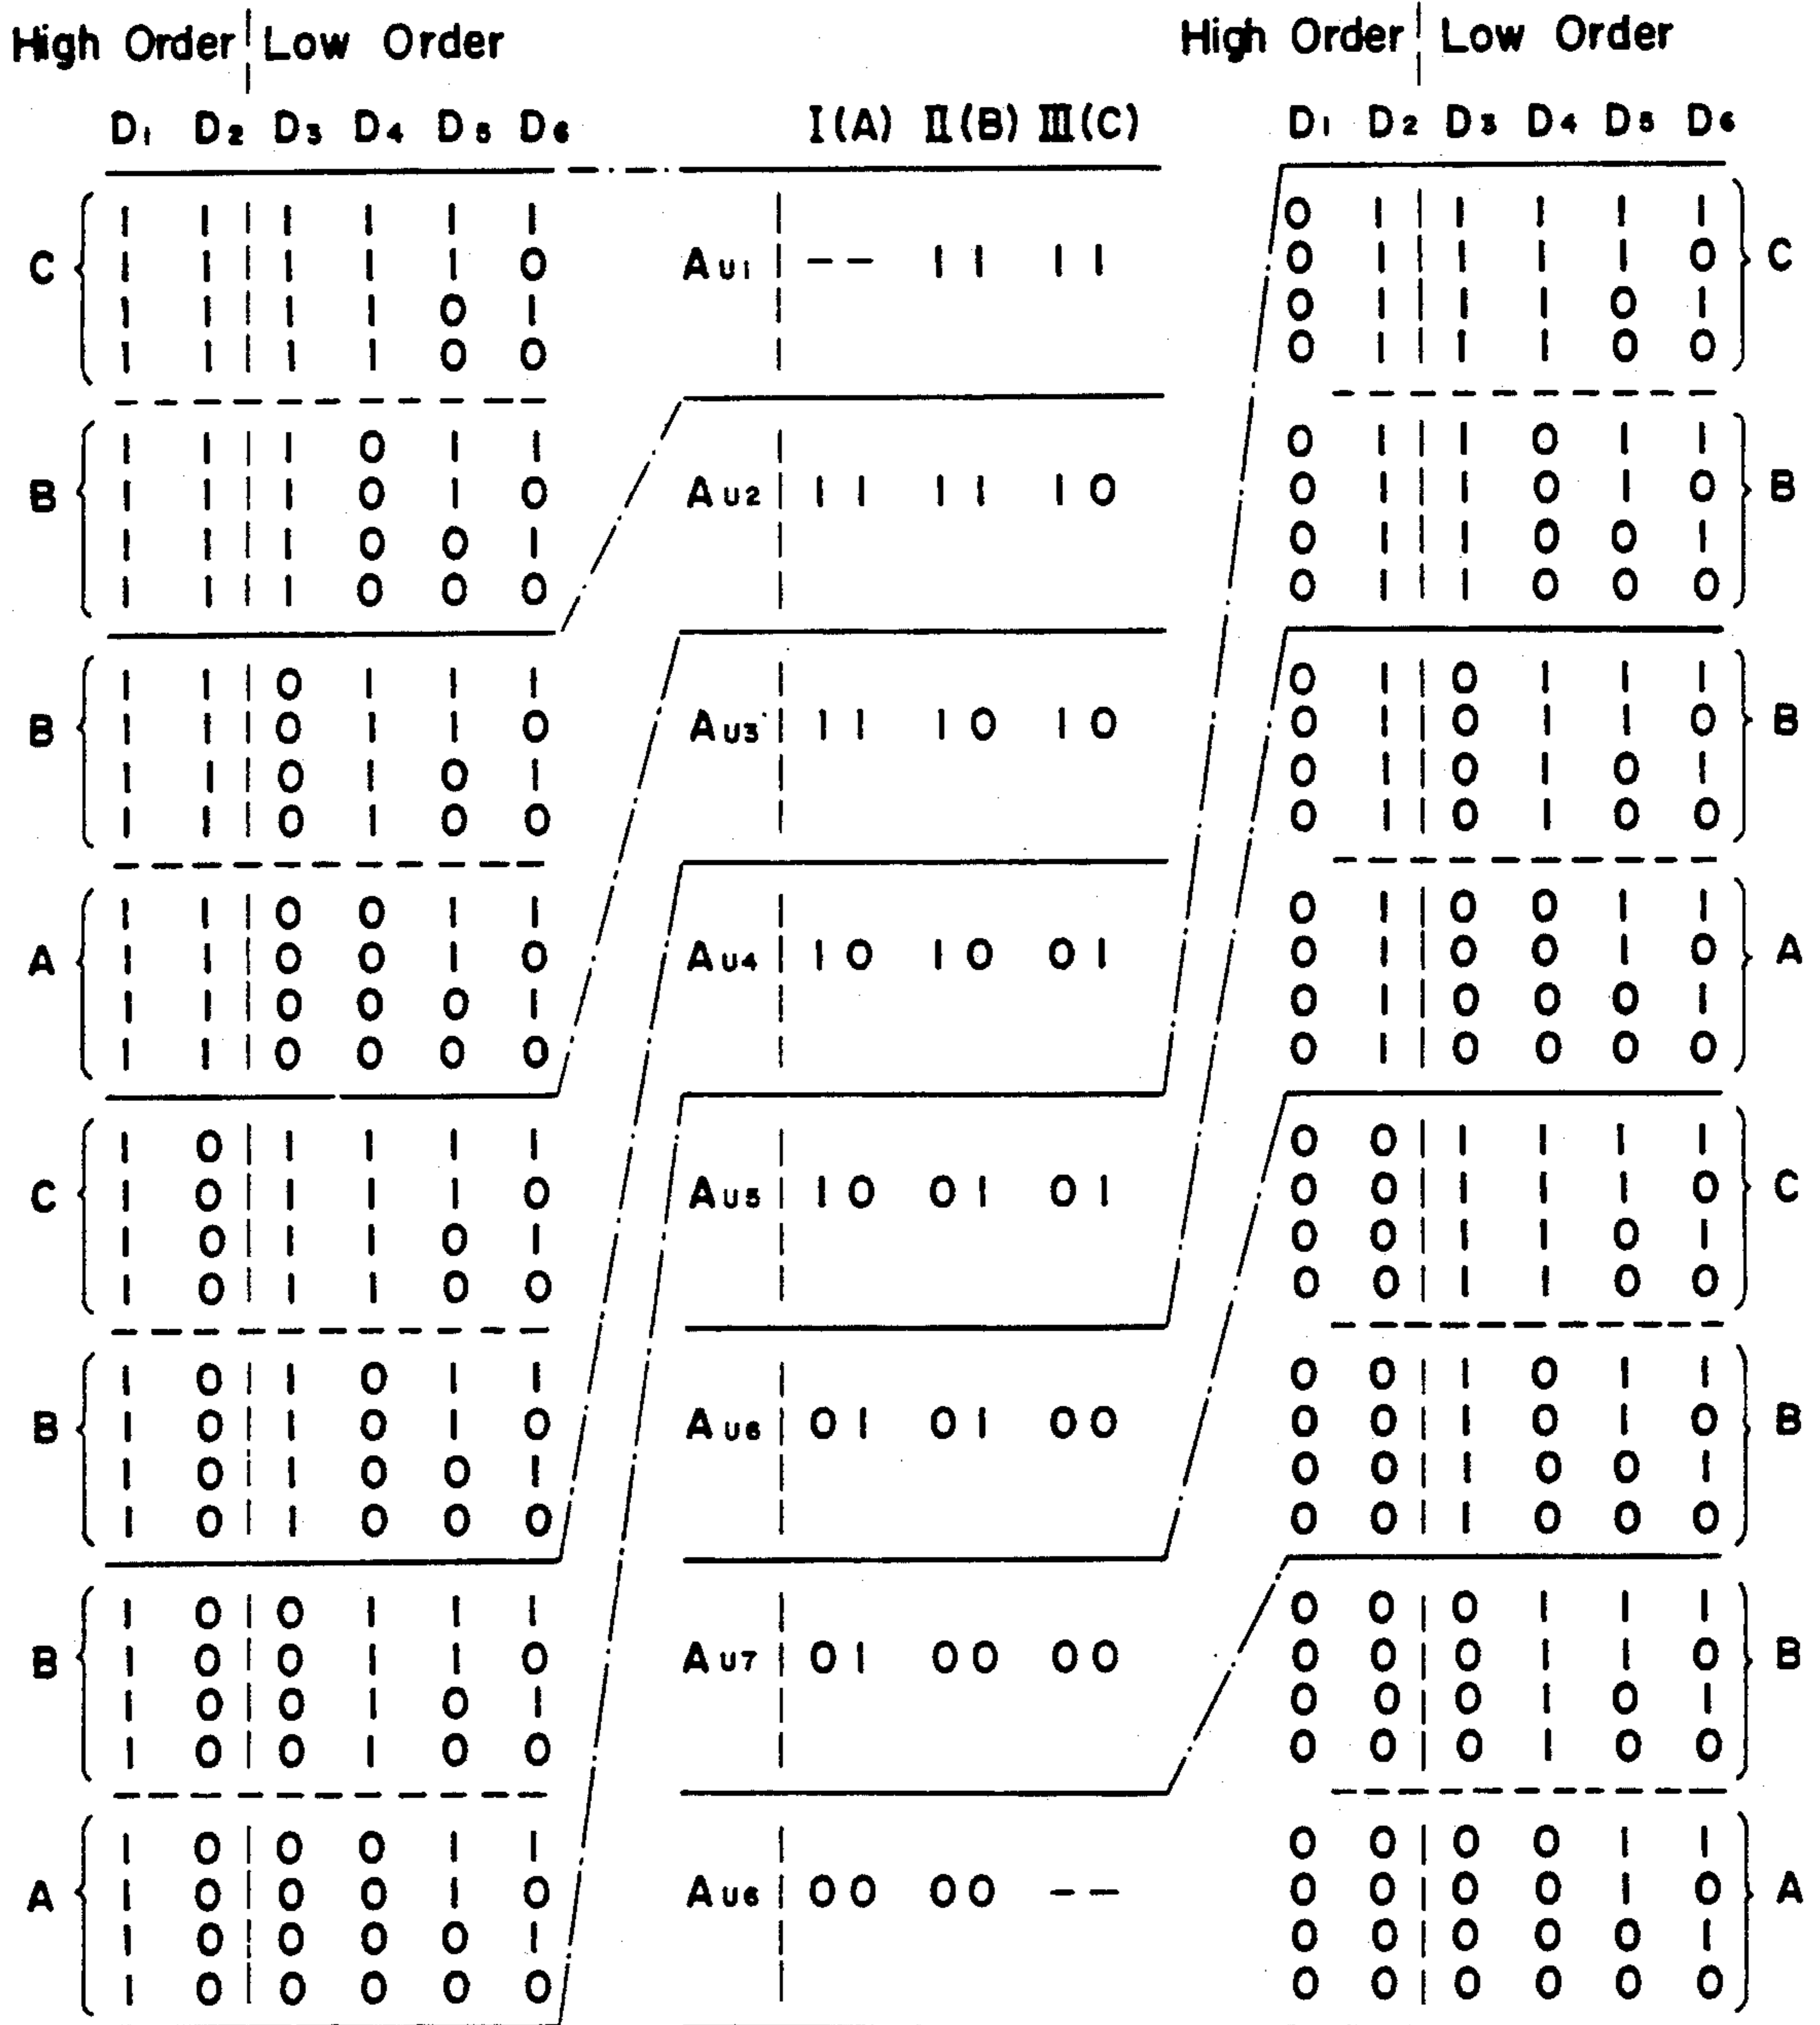 High Order Low Order
D1 D2 D3 D4 D5 D6
C
1 1 1 1 1 1
1 1 1 1 1 0
1 1 1 1 0 1
1 1 1 1 0 0
B
1 1 1 0 1 1
1 1 1 0 1 0
1 1 1 0 0 1
1 1 1 0 0 0
B
1 1 0 1 1 1
1 1 0 1 1 0
1 1 0 1 0 1
1 1 0 1 0 0
A
1 1 0 0 1 1
1 1 0 0 1 0
1 1 0 0 0 1
1 1 0 0 0 0
C
1 0 1 1 1 1
1 0 1 1 1 0
1 0 1 1 0 1
1 0 1 1 0 0
B
1 0 1 0 1 1
1 0 1 0 1 0
1 0 1 0 0 1
1 0 1 0 0 0
B
1 0 0 1 1 1
1 0 0 1 1 0
1 0 0 1 0 1
1 0 0 1 0 0
A
1 0 0 0 1 1
1 0 0 0 1 0
1 0 0 0 0 1
1 0 0 0 0 0
I(A) II(B) III(C)
AU1 -- 11 11
AU2 11 11 10
AU3 11 10 10
AU4 10 10 01
AU5 10 01 01
AU6 01 01 00
AU7 01 00 00
AU8 00 00 --
High Order Low Order
D1 D2 D3 D4 D5 D6
0 1 1 1 1 1
0 1 1 1 1 0
0 1 1 1 0 1
0 1 1 1 0 0
C
0 1 1 0 1 1
0 1 1 0 1 0
0 1 1 0 0 1
0 1 1 0 0 0
B
0 1 0 1 1 1
0 1 0 1 1 0
0 1 0 1 0 1
0 1 0 1 0 0
B
0 1 0 0 1 1
0 1 0 0 1 0
0 1 0 0 0 1
0 1 0 0 0 0
A
0 0 1 1 1 1
0 0 1 1 1 0
0 0 1 1 0 1
0 0 1 1 0 0
C
0 0 1 0 1 1
0 0 1 0 1 0
0 0 1 0 0 1
0 0 1 0 0 0
B
0 0 0 1 1 1
0 0 0 1 1 0
0 0 0 1 0 1
0 0 0 1 0 0
B
0 0 0 0 1 1
0 0 0 0 1 0
0 0 0 0 0 1
0 0 0 0 0 0
A